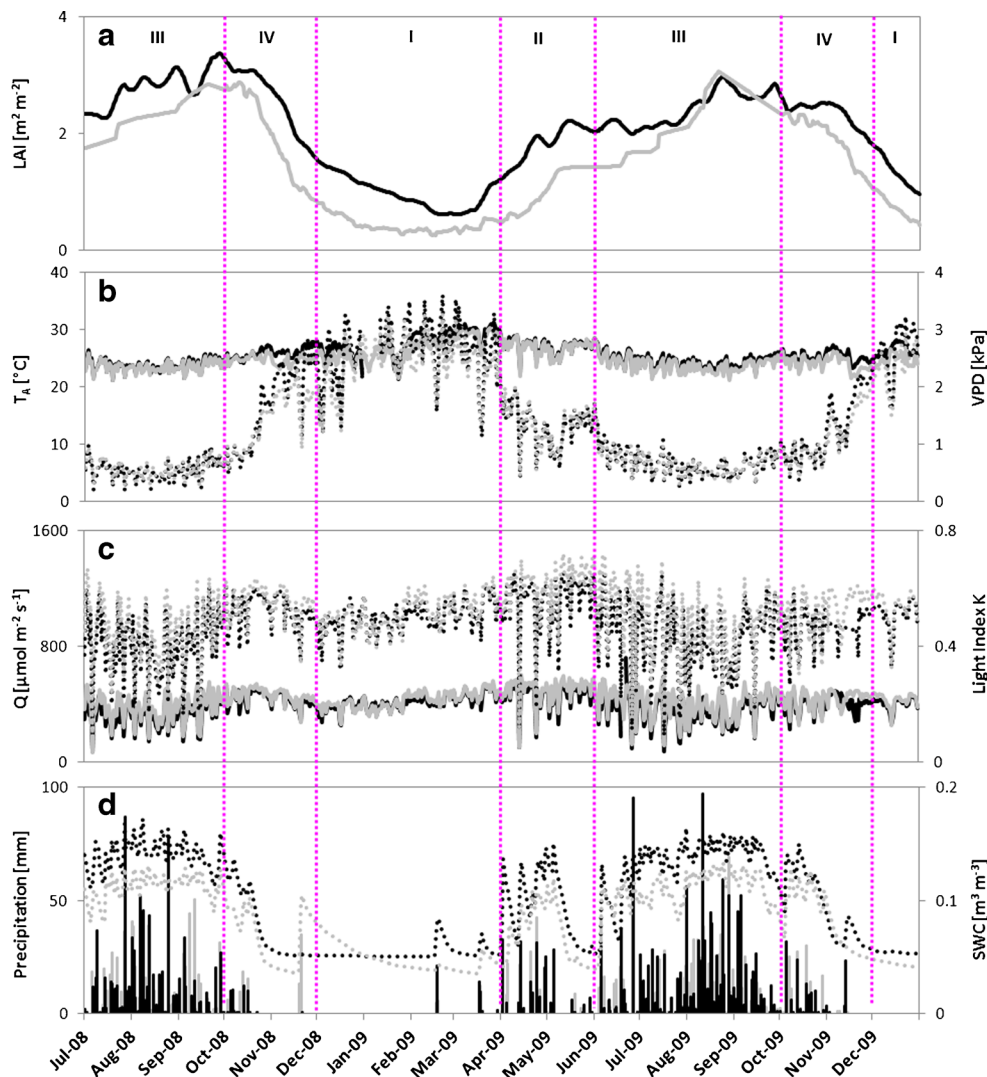 a
III
IV
I
II
III
IV
I
LAI [m² m⁻²]
4
2
0
b
T_A [°C]
40
30
20
10
0
VPD [kPa]
4
3
2
1
0
c
Q [µmol m⁻² s⁻¹]
1600
800
0
Light Index K
0.8
0.4
0
d
Precipitation [mm]
100
50
0
SWC [m³ m⁻³]
0.2
0.1
0
Jul-08
Aug-08
Sep-08
Oct-08
Nov-08
Dec-08
Jan-09
Feb-09
Mar-09
Apr-09
May-09
Jun-09
Jul-09
Aug-09
Sep-09
Oct-09
Nov-09
Dec-09